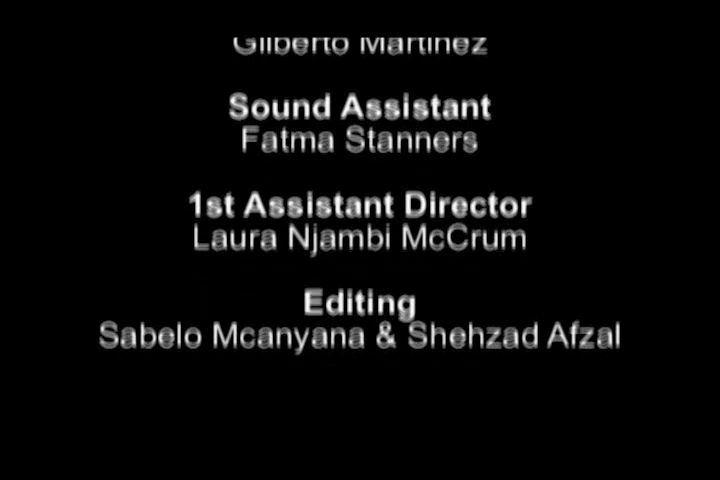 Gilberto Martinez
Sound Assistant
Fatma Stanners
1st Assistant Director
Laura Njambi McCrum
Editing
Sabelo Mcanyana & Shehzad Afzal